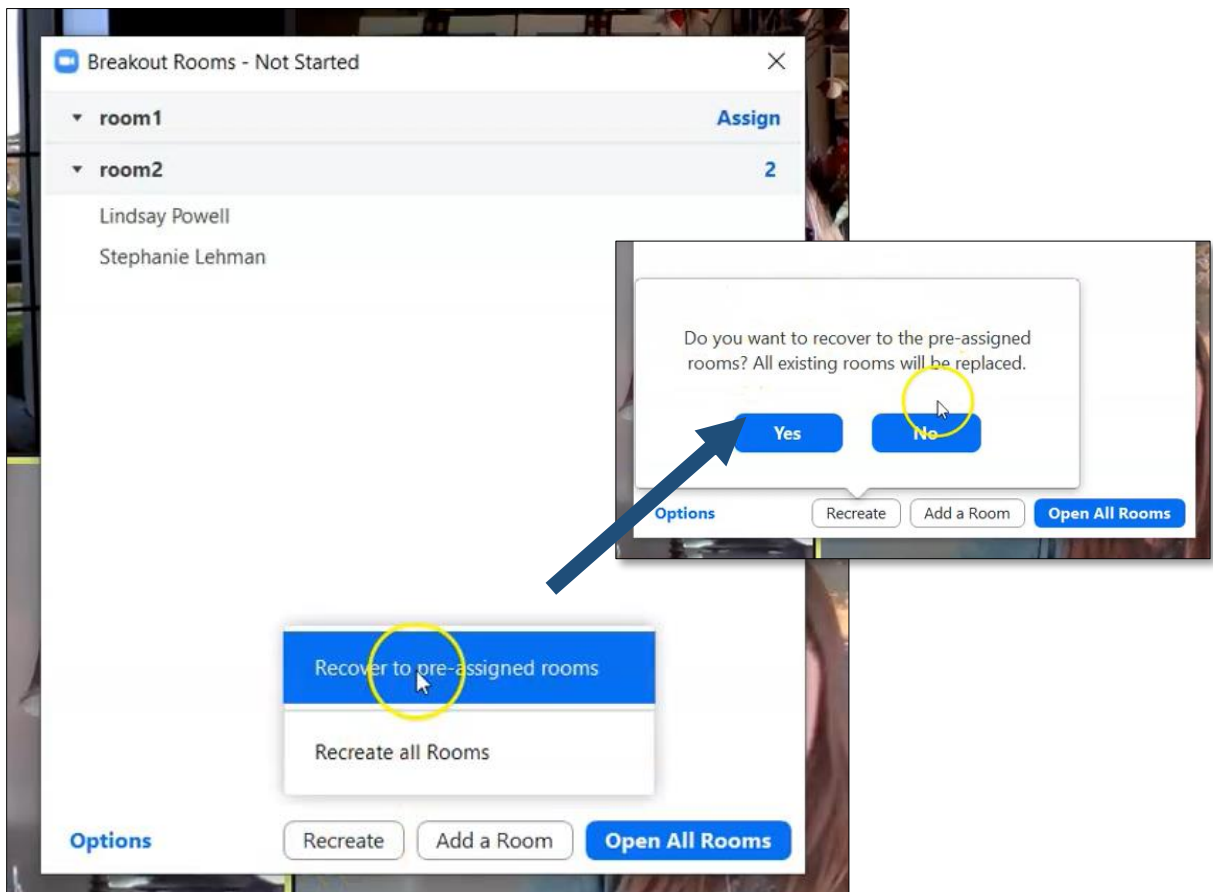 Breakout Rooms - Not Started
room1 Assign
room2 2
Lindsay Powell
Stephanie Lehman
Recover to pre-assigned rooms
Recreate all Rooms
Options Recreate Add a Room Open All Rooms
Do you want to recover to the pre-assigned
rooms? All existing rooms will be replaced.
Yes No
Options Recreate Add a Room Open All Rooms